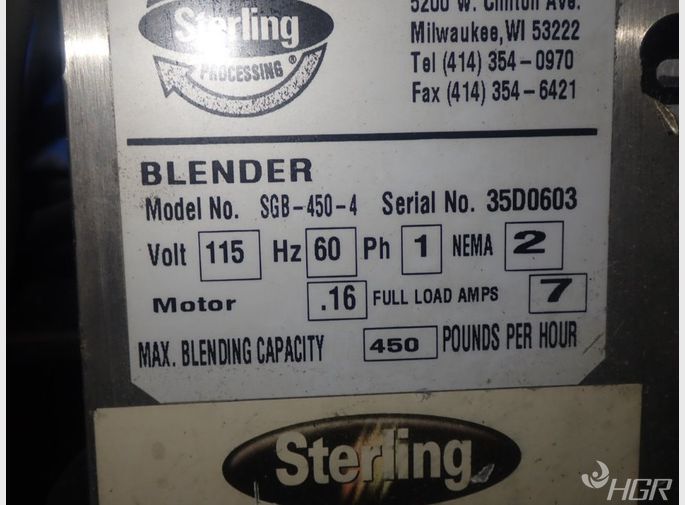 5200 W. Clinton Ave.
Milwaukee, WI 53222
Tel (414) 354-0970
Fax (414) 354-6421
Sterling
PROCESSING ®
BLENDER
Model No. SGB-450-4 Serial No. 35D0603
Volt 115 Hz 60 Ph 1 NEMA 2
Motor .16 FULL LOAD AMPS 7
MAX. BLENDING CAPACITY 450 POUNDS PER HOUR
Sterling
HGR